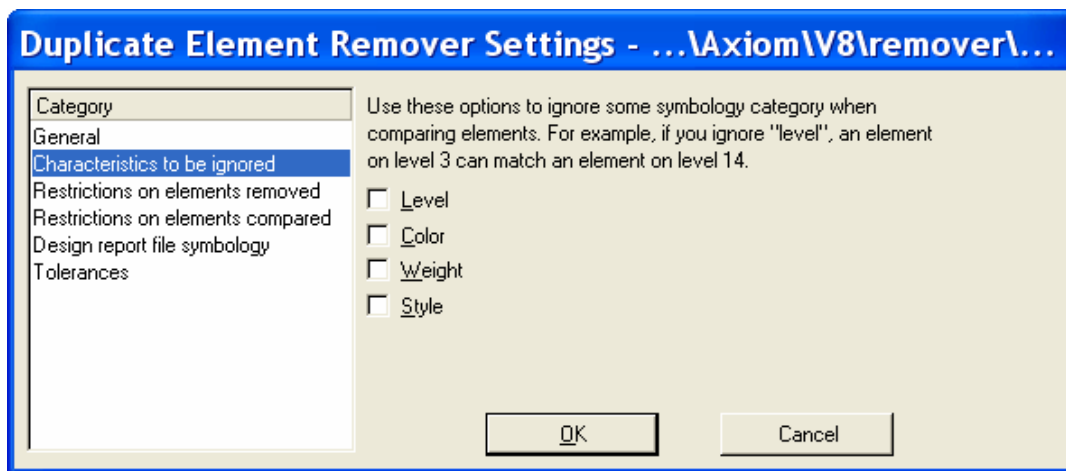 Duplicate Element Remover Settings - ...\Axiom\V8\remover\...
Category
General
Characteristics to be ignored
Restrictions on elements removed
Restrictions on elements compared
Design report file symbology
Tolerances
Use these options to ignore some symbology category when
comparing elements. For example, if you ignore "level", an element
on level 3 can match an element on level 14.
Level
Color
Weight
Style
OK
Cancel